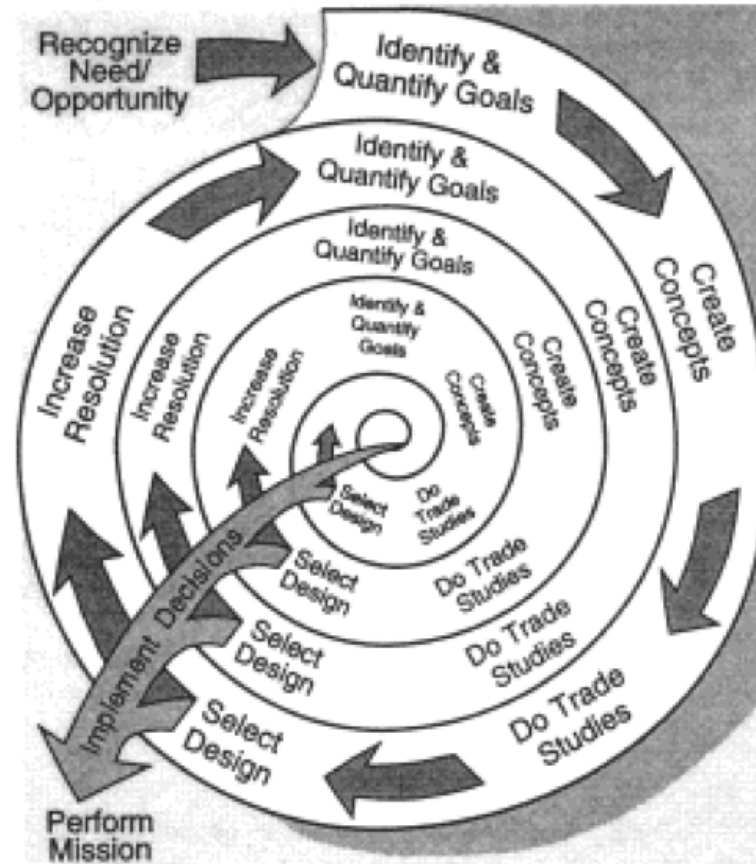 Recognize
Need/
Opportunity
Identify &
Quantify Goals
Create
Concepts
Do Trade
Studies
Select
Design
Increase
Resolution
Identify &
Quantify Goals
Create
Concepts
Do Trade
Studies
Select
Design
Increase
Resolution
Identify &
Quantify Goals
Create
Concepts
Do Trade
Studies
Select
Design
Increase
Resolution
Identify &
Quantify
Goals
Create
Concepts
Do
Trade
Studies
Select
Design
Implement Decisions
Perform
Mission